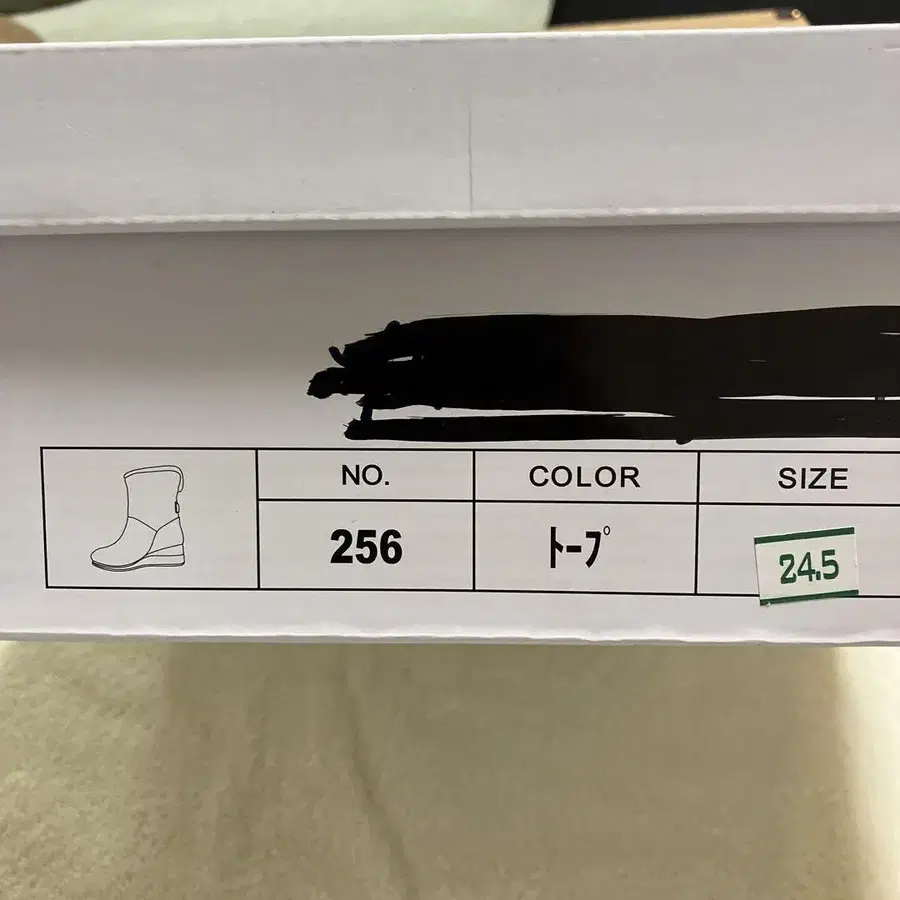 NO. COLOR SIZE
256 ﾄｰﾌﾟ 24.5